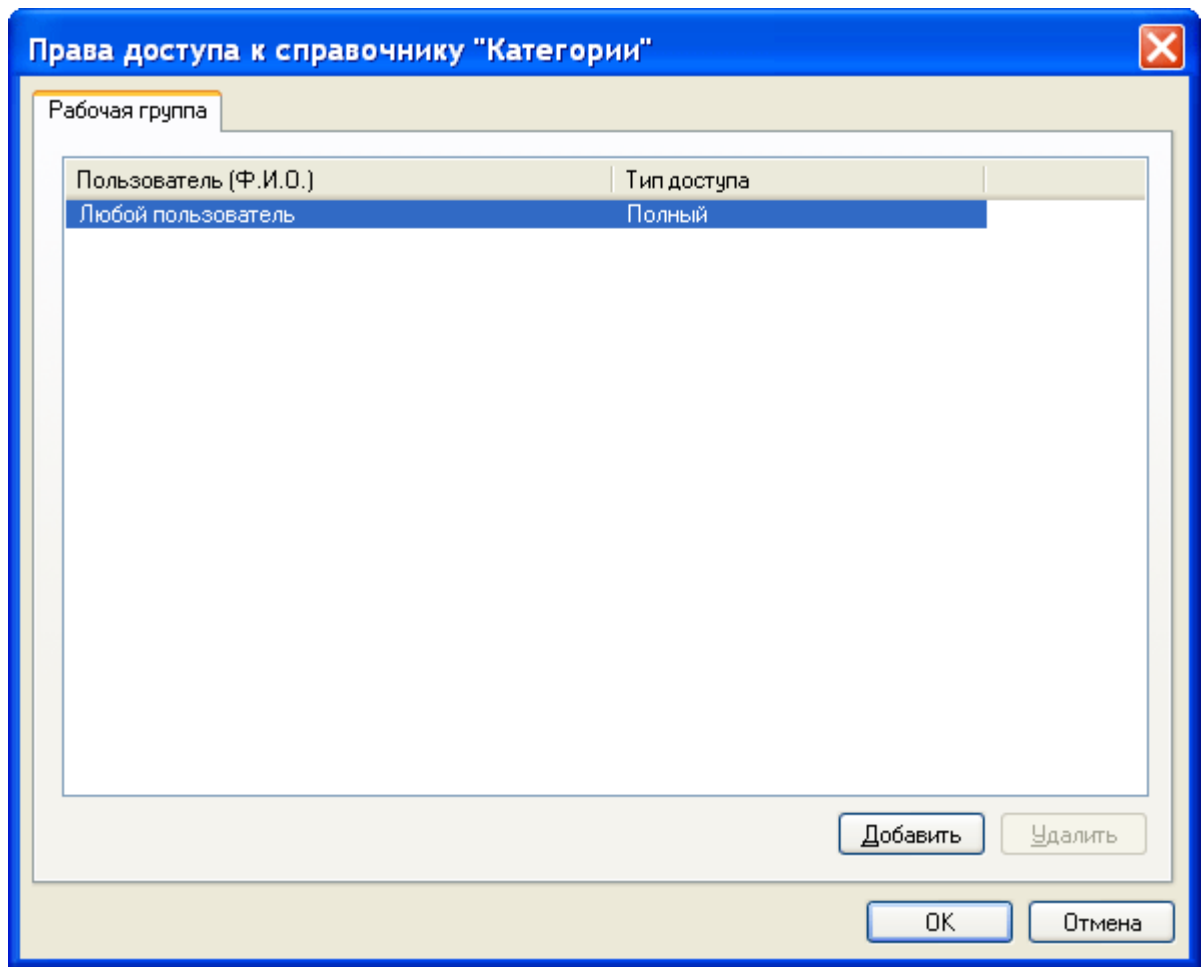 Права доступа к справочнику "Категории"
Рабочая группа
Пользователь (Ф.И.О.) Тип доступа
Любой пользователь Полный
Добавить Удалить
OK Отмена